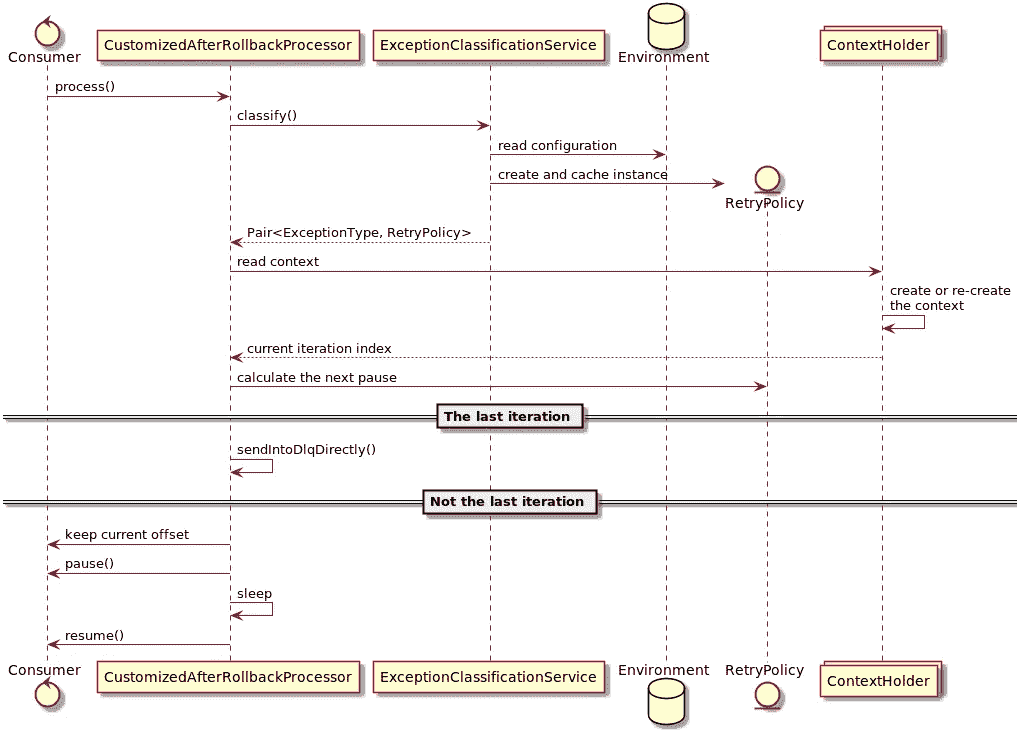 Consumer
CustomizedAfterRollbackProcessor
ExceptionClassificationService
Environment
ContextHolder
process()
classify()
read configuration
create and cache instance
RetryPolicy
Pair<ExceptionType, RetryPolicy>
read context
create or re-create
the context
current iteration index
calculate the next pause
The last iteration
sendIntoDlqDirectly()
Not the last iteration
keep current offset
pause()
sleep
resume()
Consumer
CustomizedAfterRollbackProcessor
ExceptionClassificationService
Environment
RetryPolicy
ContextHolder